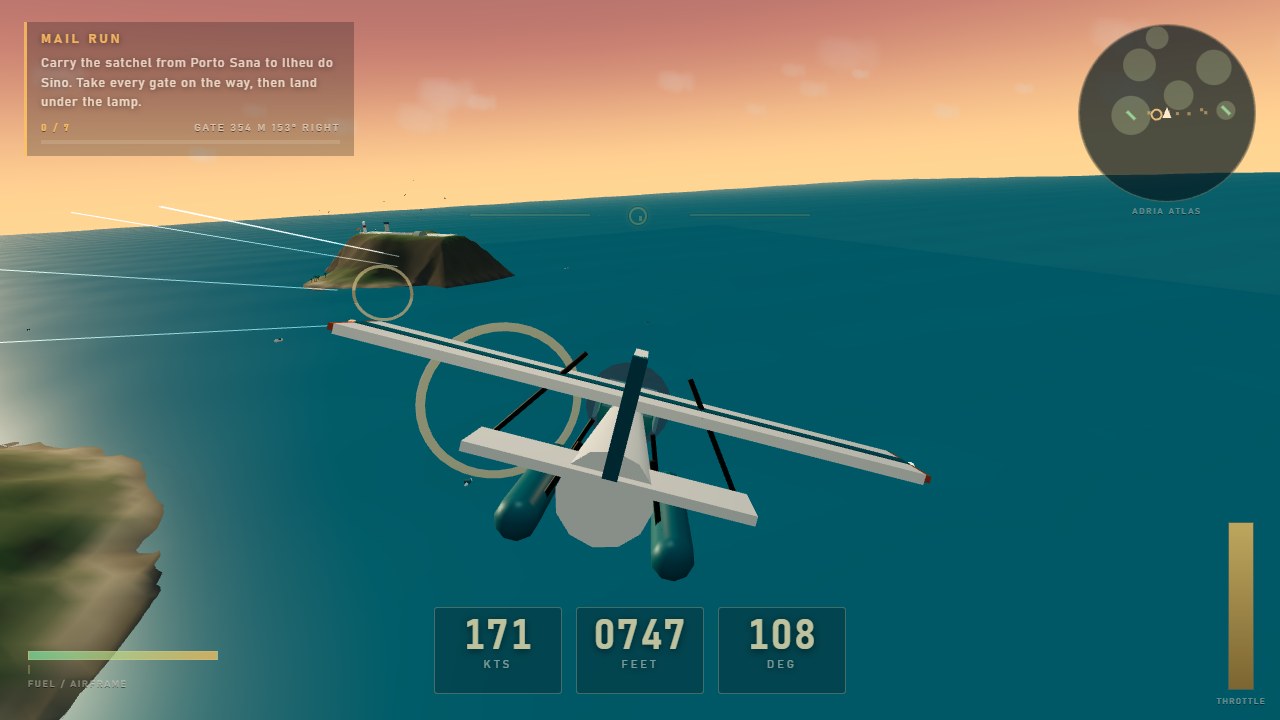 MAIL RUN
Carry the satchel from Porto Sana to Ilheu do
Sino. Take every gate on the way, then land
under the lamp.
0 / 7 GATE 354 M 153° RIGHT
ADRIA ATLAS
171
KTS
0747
FEET
108
DEG
FUEL / AIRFRAME
THROTTLE